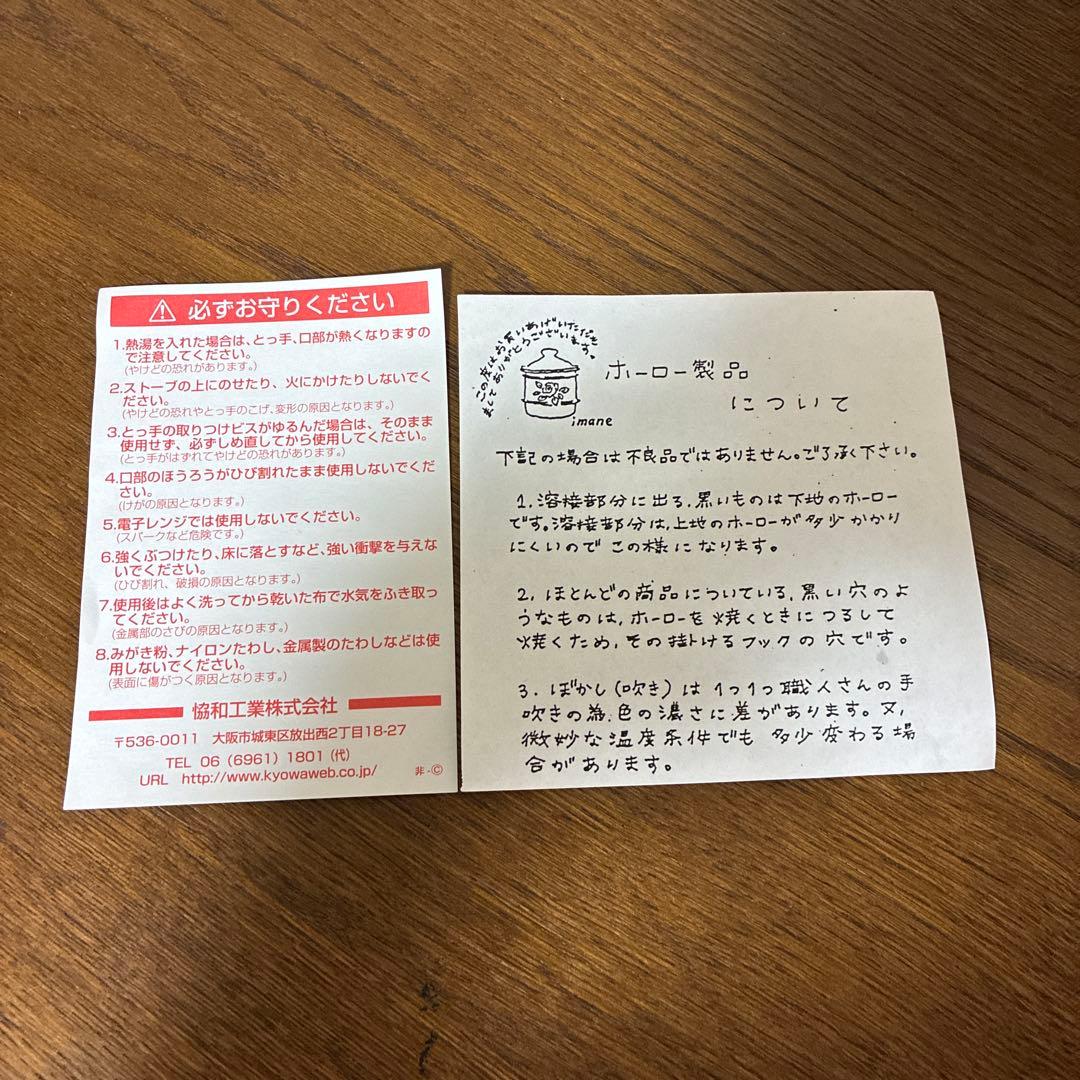 ⚠ 必ずお守りください
1.熱湯を入れた場合は、とっ手、口部が熱くなりますの
で注意してください。
(やけどの恐れがあります。)
2.ストーブの上にのせたり、火にかけたりしないでく
ださい。
(やけどの恐れやとっ手のこげ、変形の原因となります。)
3.とっ手の取りつけビスがゆるんだ場合は、そのまま
使用せず、必ずしめ直してから使用してください。
(とっ手がはずれてやけどの恐れがあります。)
4.口部のほうろうがひび割れたまま使用しないでくだ
さい。
(けがの原因となります。)
5.電子レンジでは使用しないでください。
(スパークなど危険です。)
6.強くぶつけたり、床に落とすなど、強い衝撃を与えな
いでください。
(ひび割れ、破損の原因となります。)
7.使用後はよく洗ってから乾いた布で水気をふき取っ
てください。
(金属部のさびの原因となります。)
8.みがき粉、ナイロンたわし、金属製のたわしなどは使
用しないでください。
(表面に傷がつく原因となります。)
協和工業株式会社
〒536-0011 大阪市城東区放出西2丁目18-27
TEL 06 (6961) 1801 (代)
URL http://www.kyowaweb.co.jp/ 非-Ⓒ
この度はお買いあげいただき
ましてありがとうございます。
imane
ホーロー製品
について
下記の場合は不良品ではありません。ご了承下さい。
1. 溶接部分に出る、黒いものは下地のホーロー
です。溶接部分は、上地のホーローが多少かかり
にくいので この様になります。
2. ほとんどの商品についている、黒い穴のよ
うなものは、ホーローを焼くときにつるして
焼くため、その掛けるフックの穴です。
3. ぼかし(吹き)は1つ1つ職人さんの手
吹きの為、色の濃さに差があります。又、
微妙な温度条件でも 多少変わる場
合があります。